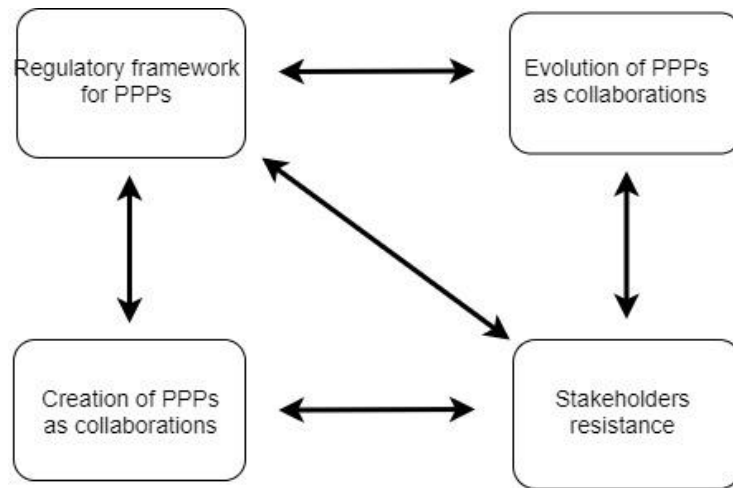 Regulatory framework
for PPPs
Evolution of PPPs
as collaborations
Creation of PPPs
as collaborations
Stakeholders
resistance